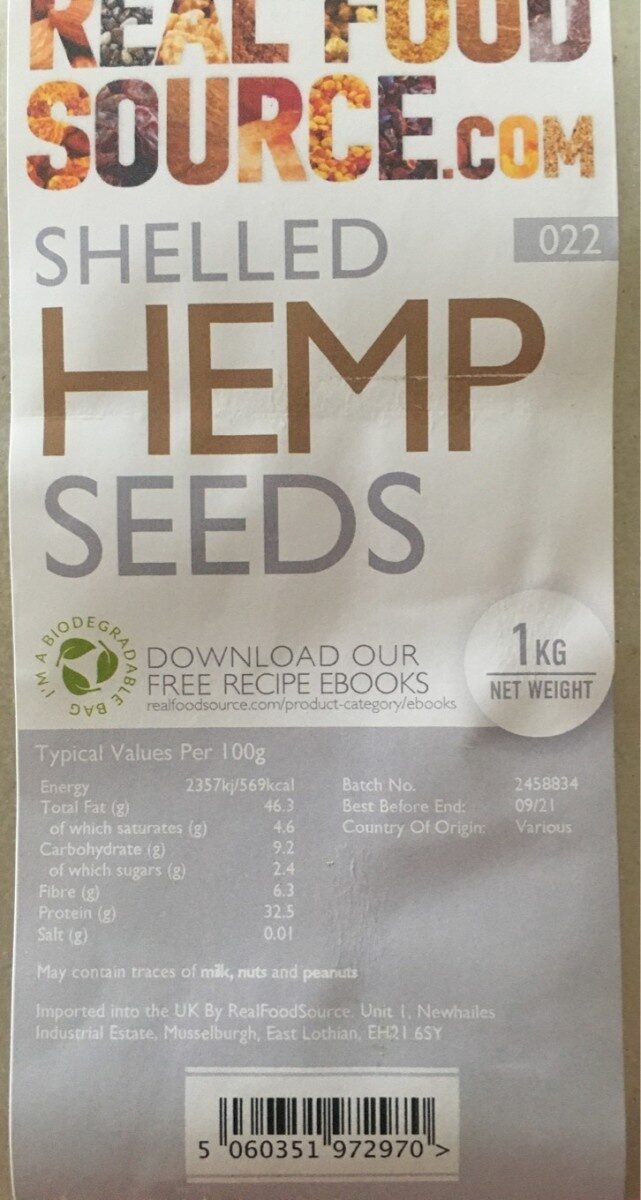 REAL FOOD
SOURCE.COM
SHELLED
022
HEMP
SEEDS
I'M A BIODEGRADABLE BAG
DOWNLOAD OUR
FREE RECIPE EBOOKS
realfoodsource.com/product-category/ebooks
1KG
NET WEIGHT
Typical Values Per 100g
Energy 2357kj/569kcal
Total Fat (g) 46.3
of which saturates (g) 4.6
Carbohydrate (g) 9.2
of which sugars (g) 2.4
Fibre (g) 6.3
Protein (g) 32.5
Salt (g) 0.01
Batch No. 2458834
Best Before End: 09/21
Country Of Origin: Various
May contain traces of milk, nuts and peanuts
Imported into the UK By RealFoodSource. Unit 1, Newhailes
Industrial Estate, Musselburgh, East Lothian, EH21 6SY
5 060351 972970 >